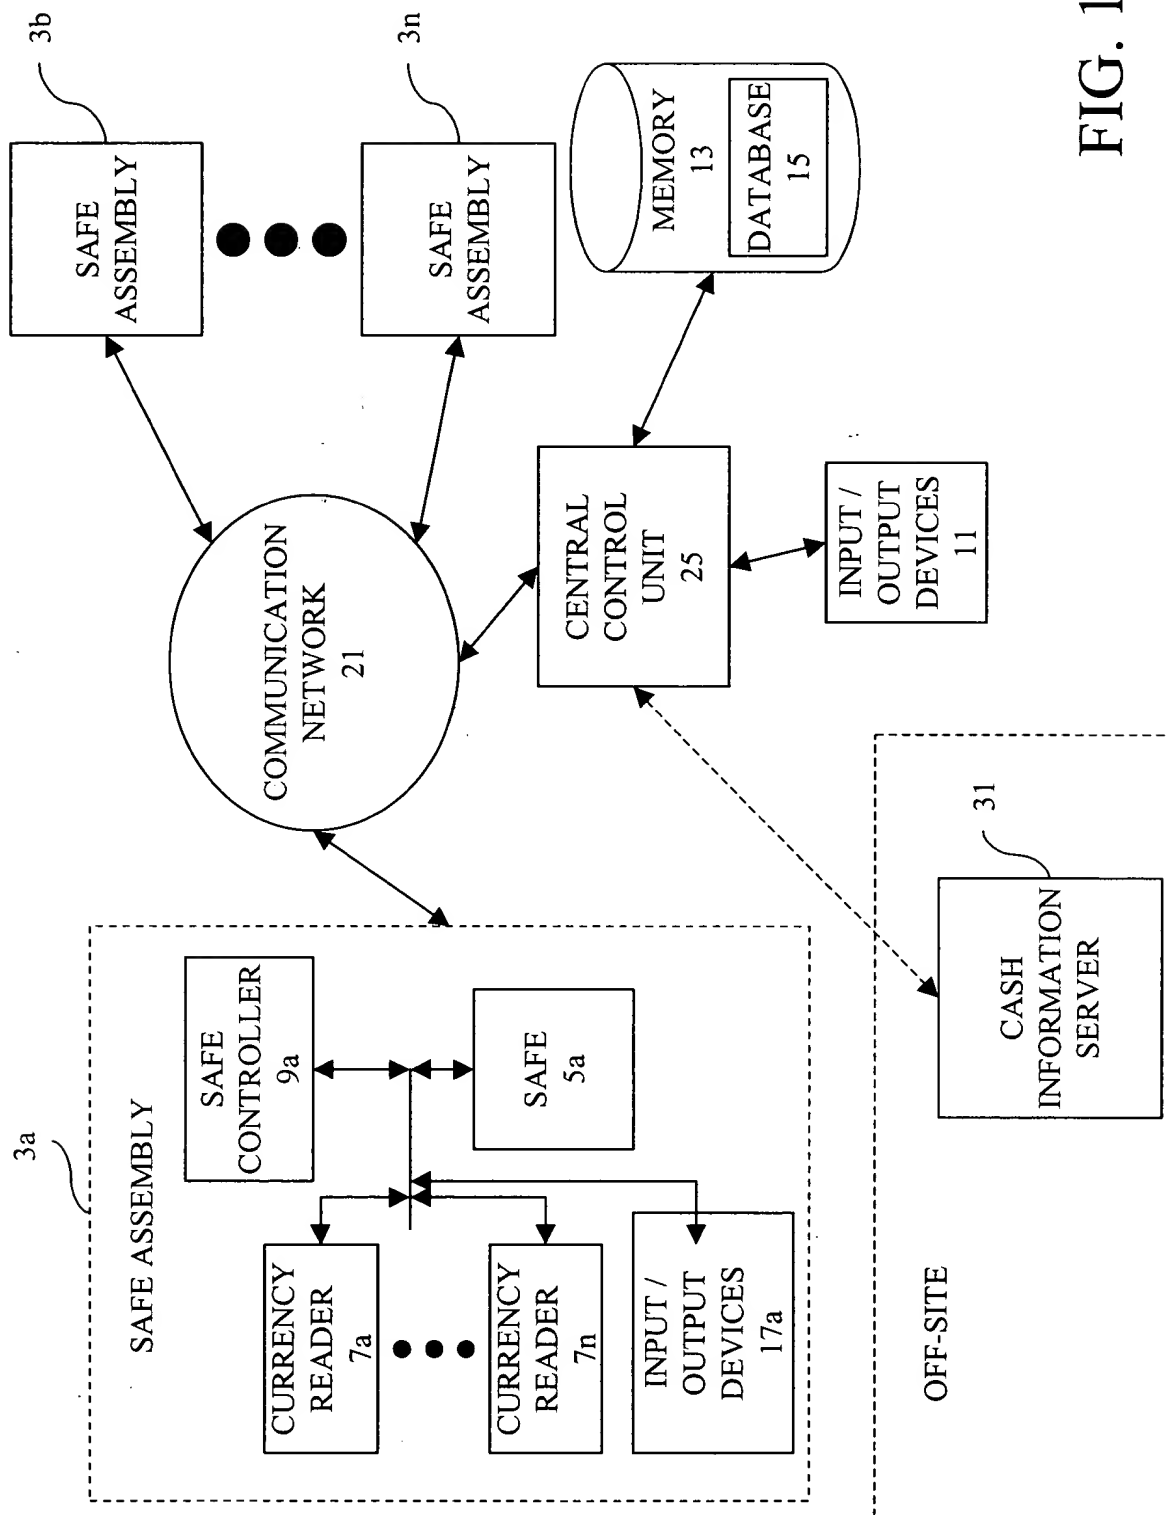 3a
SAFE ASSEMBLY
CURRENCY
READER
7a
CURRENCY
READER
7n
INPUT /
OUTPUT
DEVICES
17a
SAFE
CONTROLLER
9a
SAFE
5a
COMMUNICATION
NETWORK
21
3b
SAFE
ASSEMBLY
3n
SAFE
ASSEMBLY
CENTRAL
CONTROL
UNIT
25
MEMORY
13
DATABASE
15
INPUT /
OUTPUT
DEVICES
11
OFF-SITE
31
CASH
INFORMATION
SERVER
FIG. 1